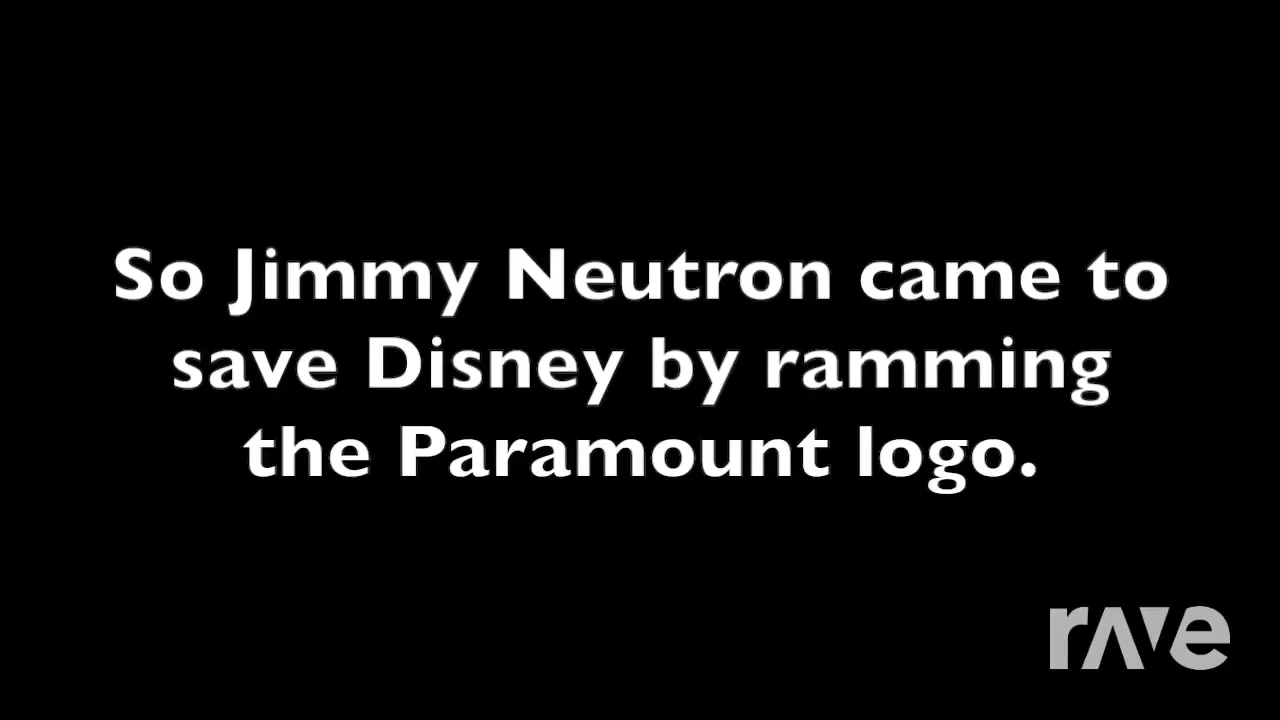 So Jimmy Neutron came to
save Disney by ramming
the Paramount logo.
rave